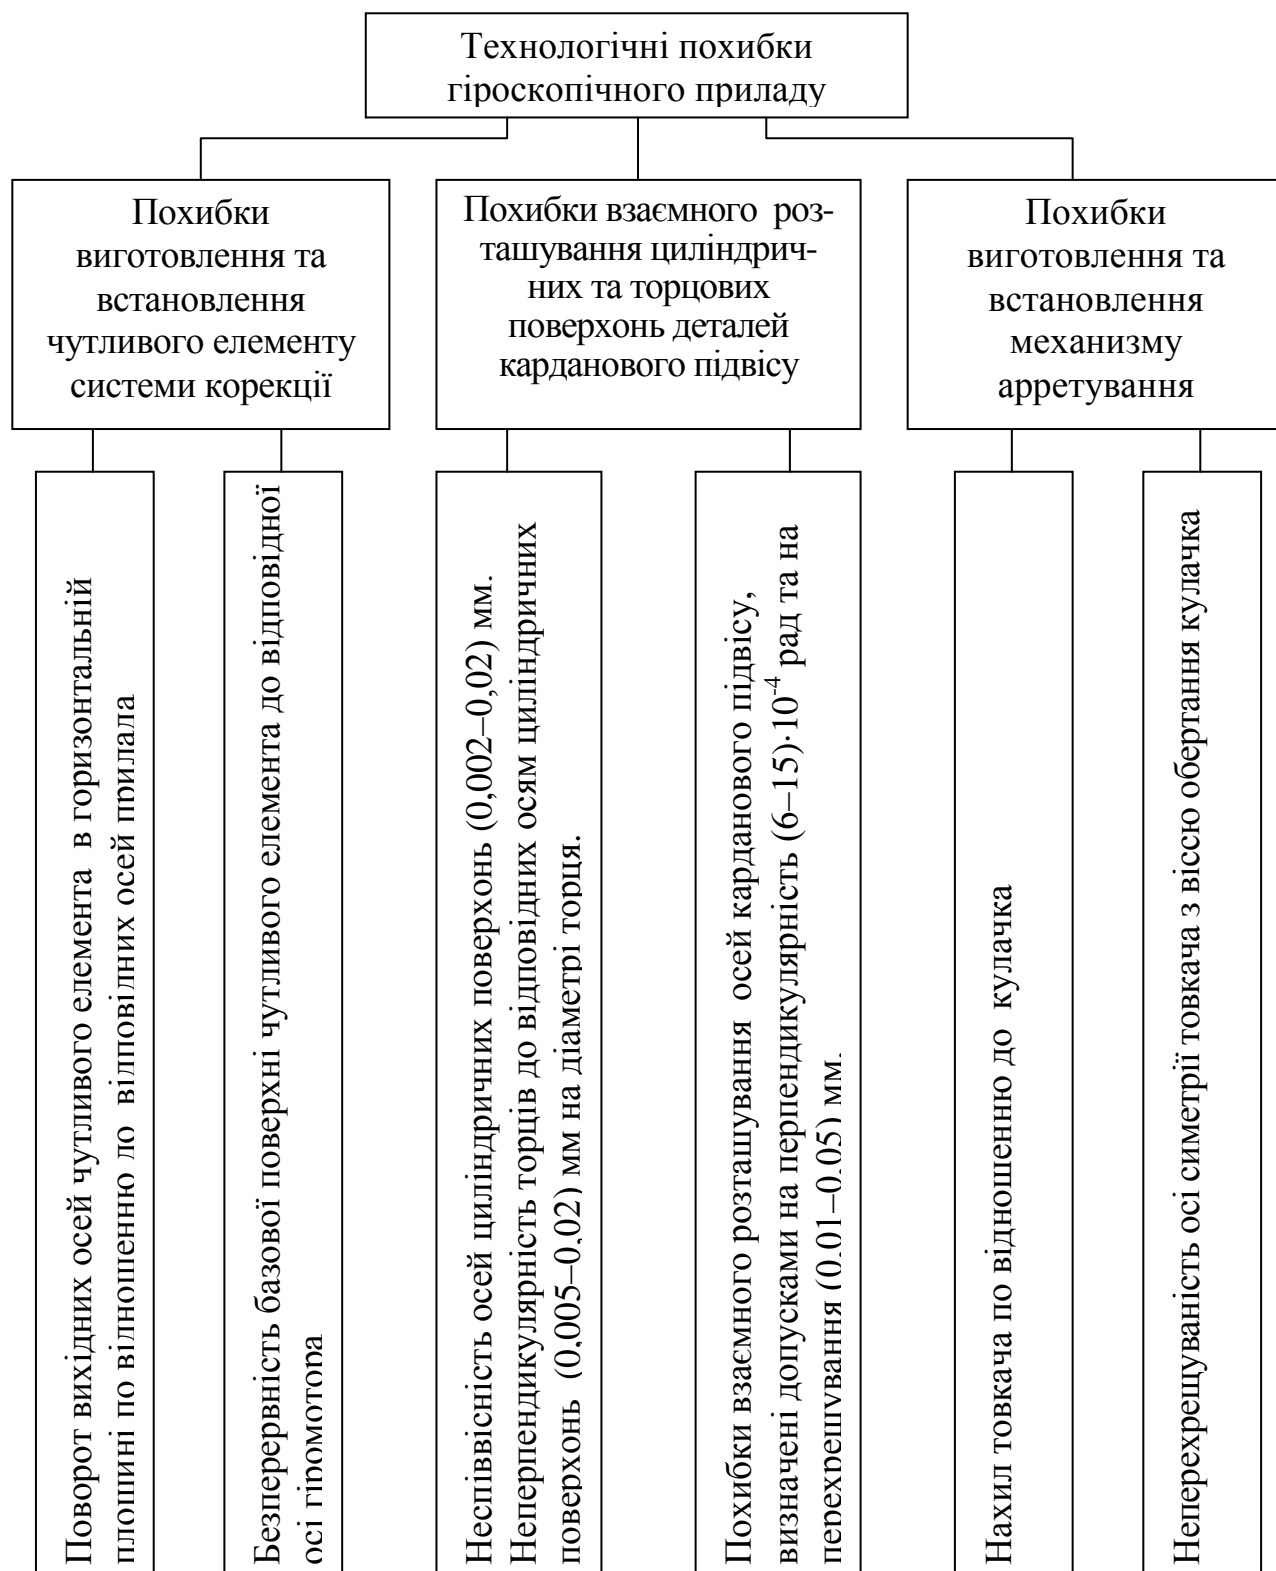 Технологічні похибки
гіроскопічного приладу
Похибки
виготовлення та
встановлення
чутливого елементу
системи корекції
Похибки взаємного роз-
ташування циліндрич-
них та торцових
поверхонь деталей
карданового підвісу
Похибки
виготовлення та
встановлення
механізму
арретування
Поворот вихідних осей чутливого елемента в горизонтальній
площині по відношенню до відповідних осей прилада
Безперервність базової поверхні чутливого елемента до відповідної
осі гіромотора
Неспіввісність осей циліндричних поверхонь (0,002–0,02) мм.
Неперпендикулярність торців до відповідних осям циліндричних
поверхонь (0,005–0,02) мм на діаметрі торця.
Похибки взаємного розташування осей карданового підвісу,
визначені допусками на перпендикулярність (6–15)·10⁻⁴ рад та на
перехрещування (0,01–0,05) мм.
Нахил товкача по відношенню до кулачка
Неперехрещуваність осі симетрії товкача з віссю обертання кулачка